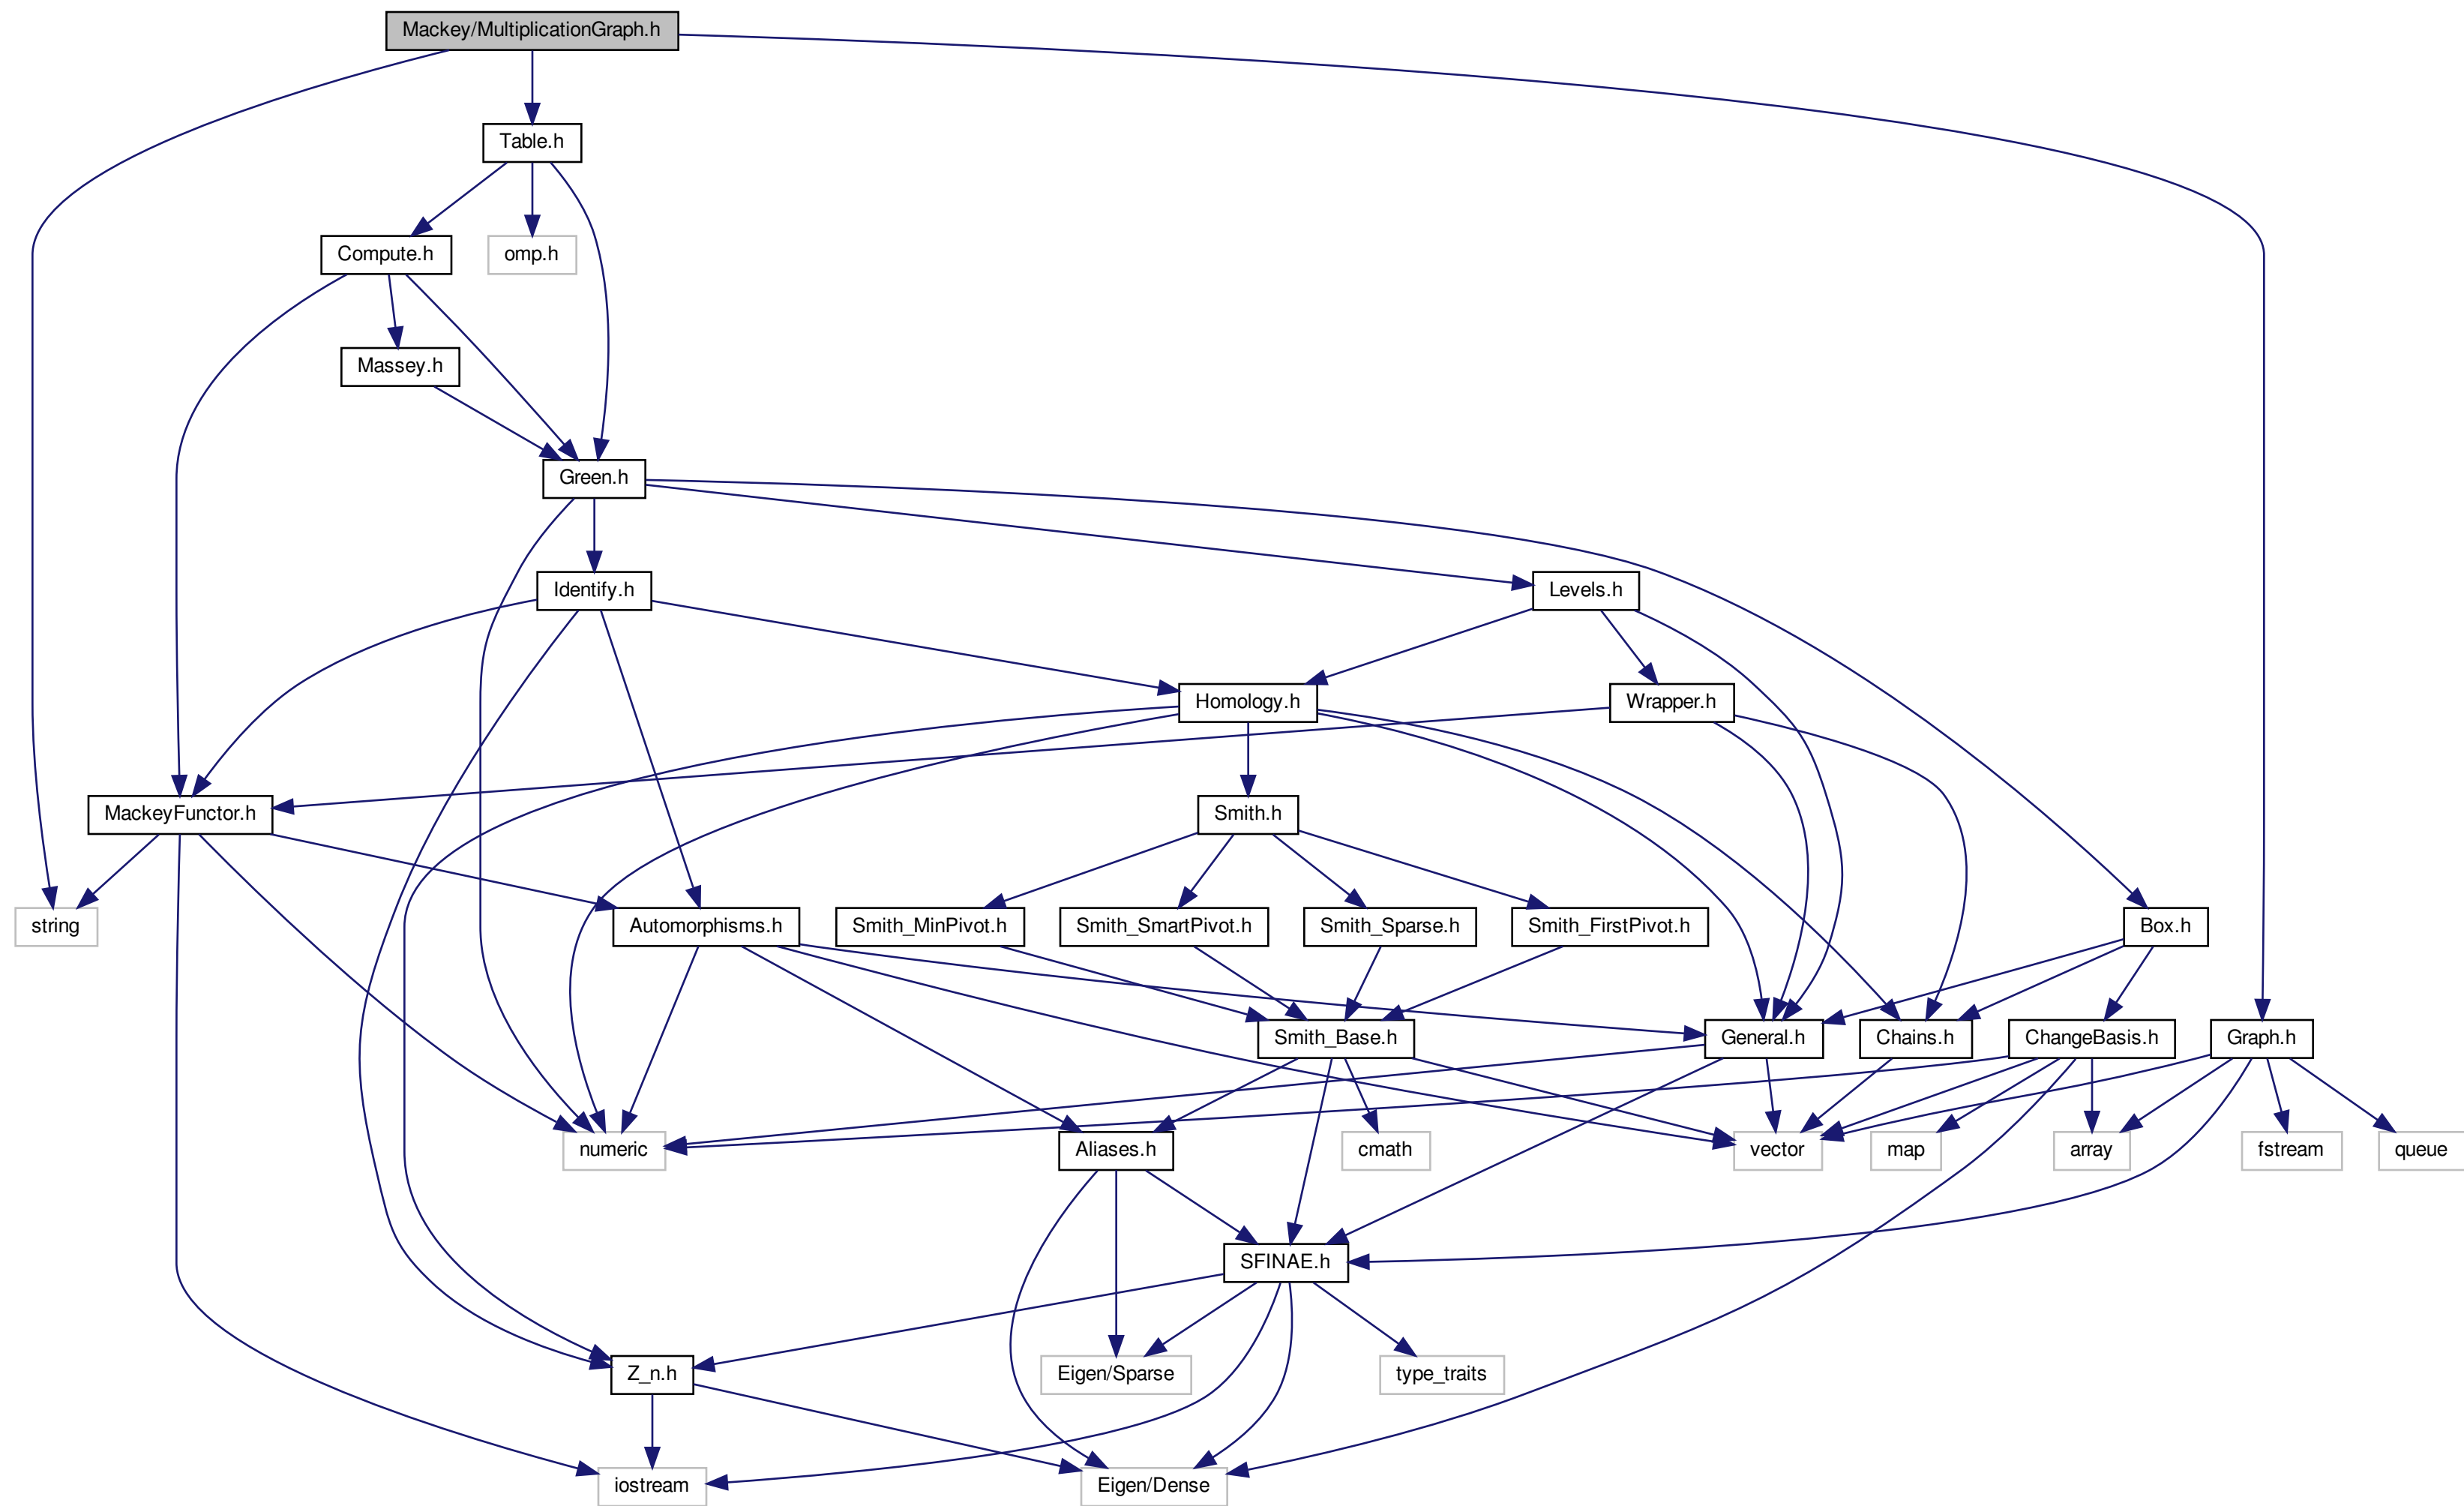 Mackey/MultiplicationGraph.h
Table.h
Compute.h
omp.h
Massey.h
Green.h
Identify.h
Levels.h
Homology.h
Wrapper.h
MackeyFunctor.h
Smith.h
string
Automorphisms.h
Smith_MinPivot.h
Smith_SmartPivot.h
Smith_Sparse.h
Smith_FirstPivot.h
Box.h
Smith_Base.h
General.h
Chains.h
ChangeBasis.h
Graph.h
numeric
Aliases.h
cmath
vector
map
array
fstream
queue
SFINAE.h
Z_n.h
Eigen/Sparse
type_traits
iostream
Eigen/Dense